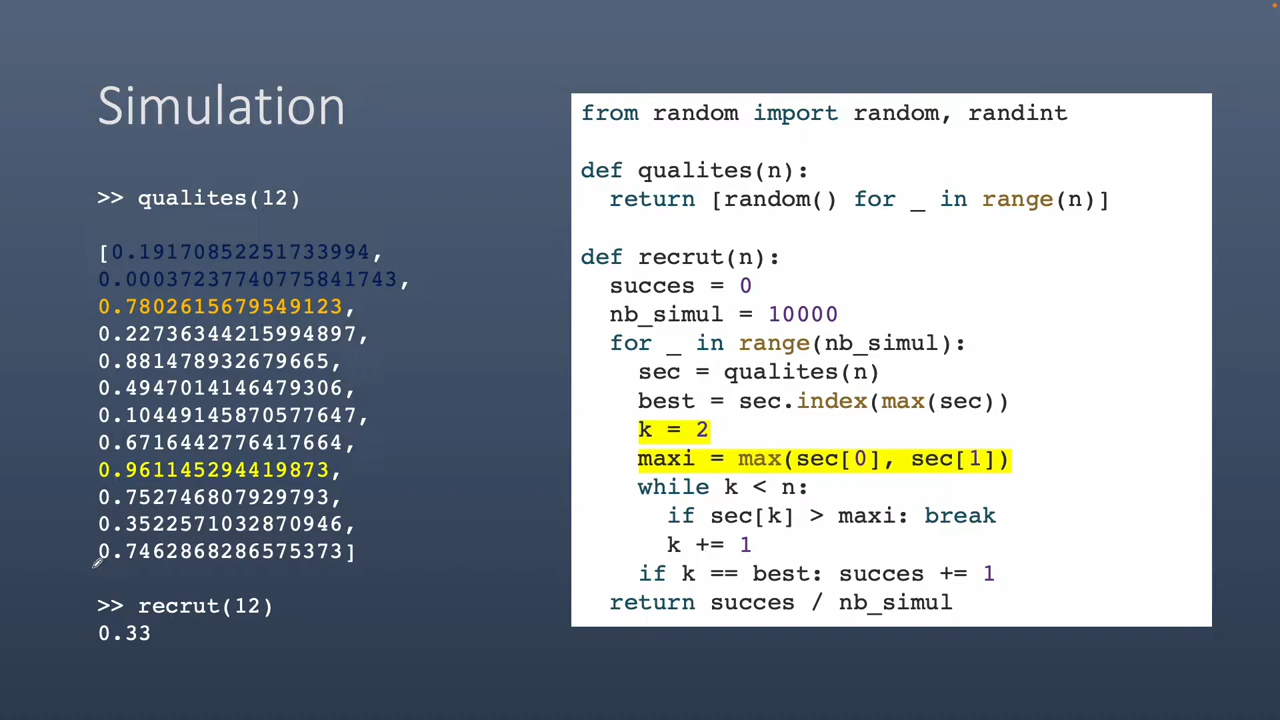 Simulation
>> qualites(12)
[0.19170852251733994,
0.00037237740775841743,
0.7802615679549123,
0.22736344215994897,
0.881478932679665,
0.4947014146479306,
0.10449145870577647,
0.6716442776417664,
0.961145294419873,
0.752746807929793,
0.3522571032870946,
0.7462868286575373]
>> recrut(12)
0.33
from random import random, randint
def qualites(n):
  return [random() for _ in range(n)]
def recrut(n):
  succes = 0
  nb_simul = 10000
  for _ in range(nb_simul):
    sec = qualites(n)
    best = sec.index(max(sec))
    k = 2
    maxi = max(sec[0], sec[1])
    while k < n:
      if sec[k] > maxi: break
      k += 1
    if k == best: succes += 1
  return succes / nb_simul